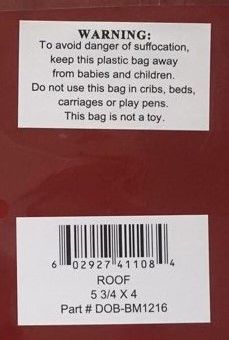 WARNING:
To avoid danger of suffocation,
keep this plastic bag away
from babies and children.
Do not use this bag in cribs, beds,
carriages or play pens.
This bag is not a toy.
6 02927 41108 4
ROOF
5 3/4 X 4
Part # DOB-BM1216